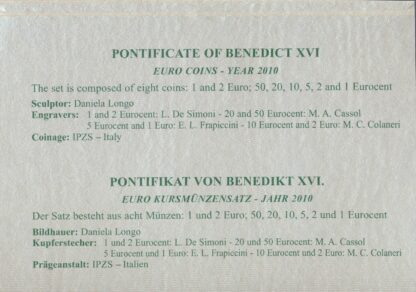 PONTIFICATE OF BENEDICT XVI
EURO COINS - YEAR 2010
The set is composed of eight coins: 1 and 2 Euro; 50, 20, 10, 5, 2 and 1 Eurocent
Sculptor: Daniela Longo
Engravers: 1 and 2 Eurocent: L. De Simoni - 20 and 50 Eurocent: M. A. Cassol
5 Eurocent and 1 Euro: E. L. Frapiccini - 10 Eurocent and 2 Euro: M. C. Colaneri
Coinage: IPZS – Italy
PONTIFIKAT VON BENEDIKT XVI.
EURO KURSMÜNZENSATZ - JAHR 2010
Der Satz besteht aus acht Münzen: 1 und 2 Euro; 50, 20, 10, 5, 2 und 1 Eurocent
Bildhauer: Daniela Longo
Kupferstecher: 1 und 2 Eurocent: L. De Simoni - 20 und 50 Eurocent: M. A. Cassol
5 Eurocent und 1 Euro: E. L. Frapiccini - 10 Eurocent und 2 Euro: M. C. Colaneri
Prägeanstalt: IPZS – Italien